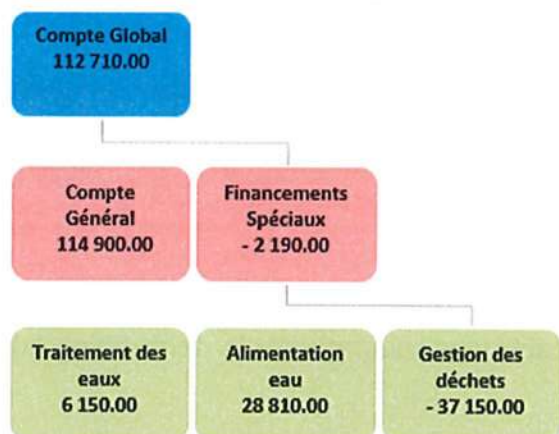 Compte Global
112 710.00
Compte
Général
114 900.00
Financements
Spéciaux
- 2 190.00
Traitement des
eaux
6 150.00
Alimentation
eau
28 810.00
Gestion des
déchets
- 37 150.00